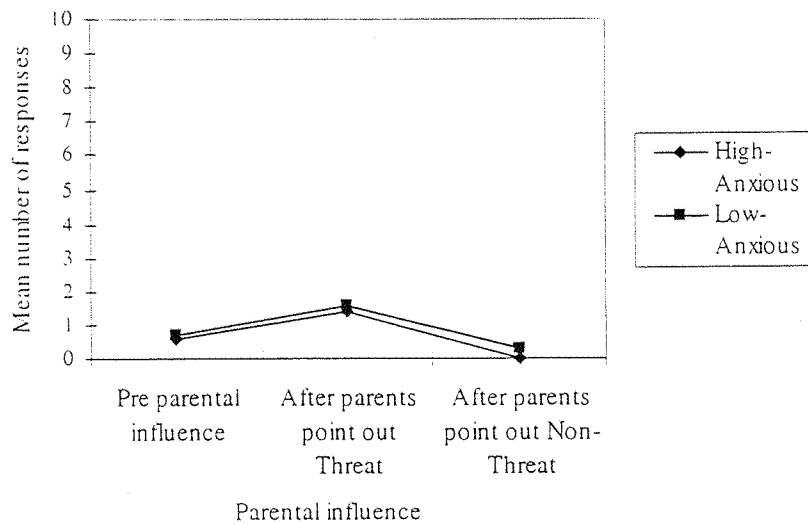 Mean number of responses
10
9
8
7
6
5
4
3
2
1
0
Pre parental
influence
After parents
point out
Threat
After parents
point out Non-
Threat
Parental influence
High-
Anxious
Low-
Anxious